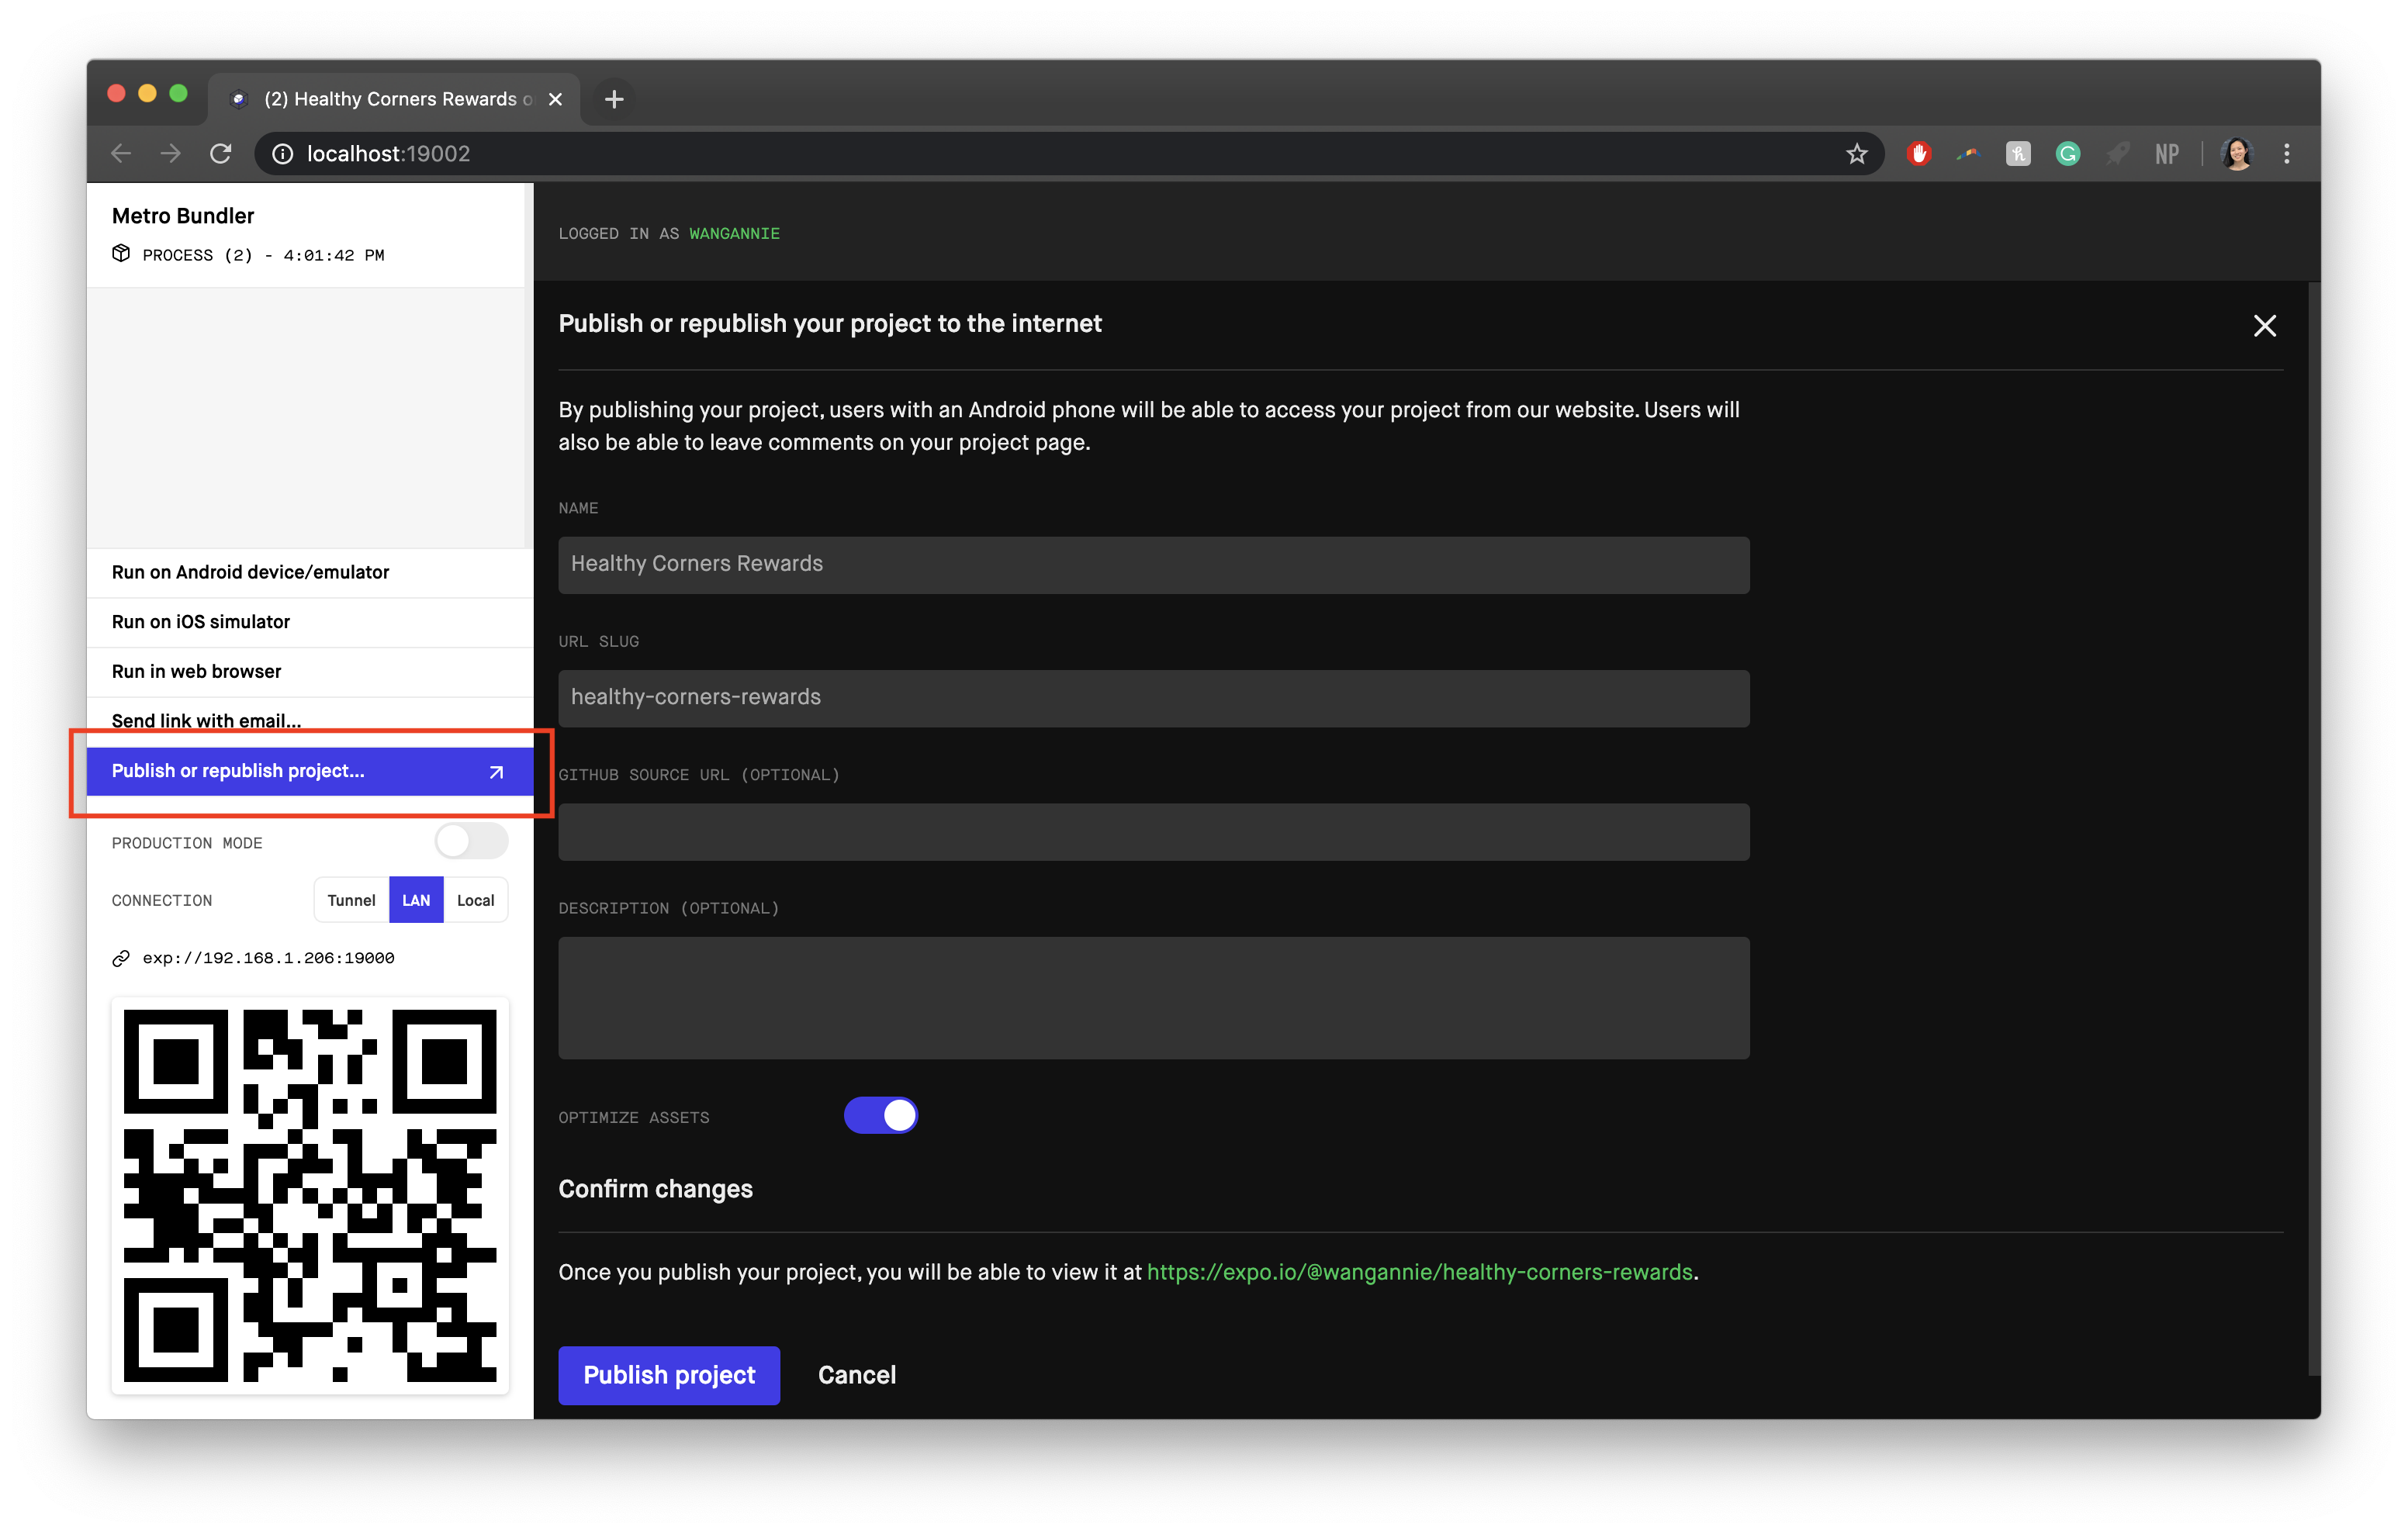 (2) Healthy Corners Rewards o
localhost:19002
NP
Metro Bundler
PROCESS (2) - 4:01:42 PM
Run on Android device/emulator
Run on iOS simulator
Run in web browser
Send link with email...
Publish or republish project...
PRODUCTION MODE
CONNECTION
Tunnel LAN Local
exp://192.168.1.206:19000
LOGGED IN AS WANGANNIE
Publish or republish your project to the internet
By publishing your project, users with an Android phone will be able to access your project from our website. Users will
also be able to leave comments on your project page.
NAME
Healthy Corners Rewards
URL SLUG
healthy-corners-rewards
GITHUB SOURCE URL (OPTIONAL)
DESCRIPTION (OPTIONAL)
OPTIMIZE ASSETS
Confirm changes
Once you publish your project, you will be able to view it at https://expo.io/@wangannie/healthy-corners-rewards.
Publish project Cancel